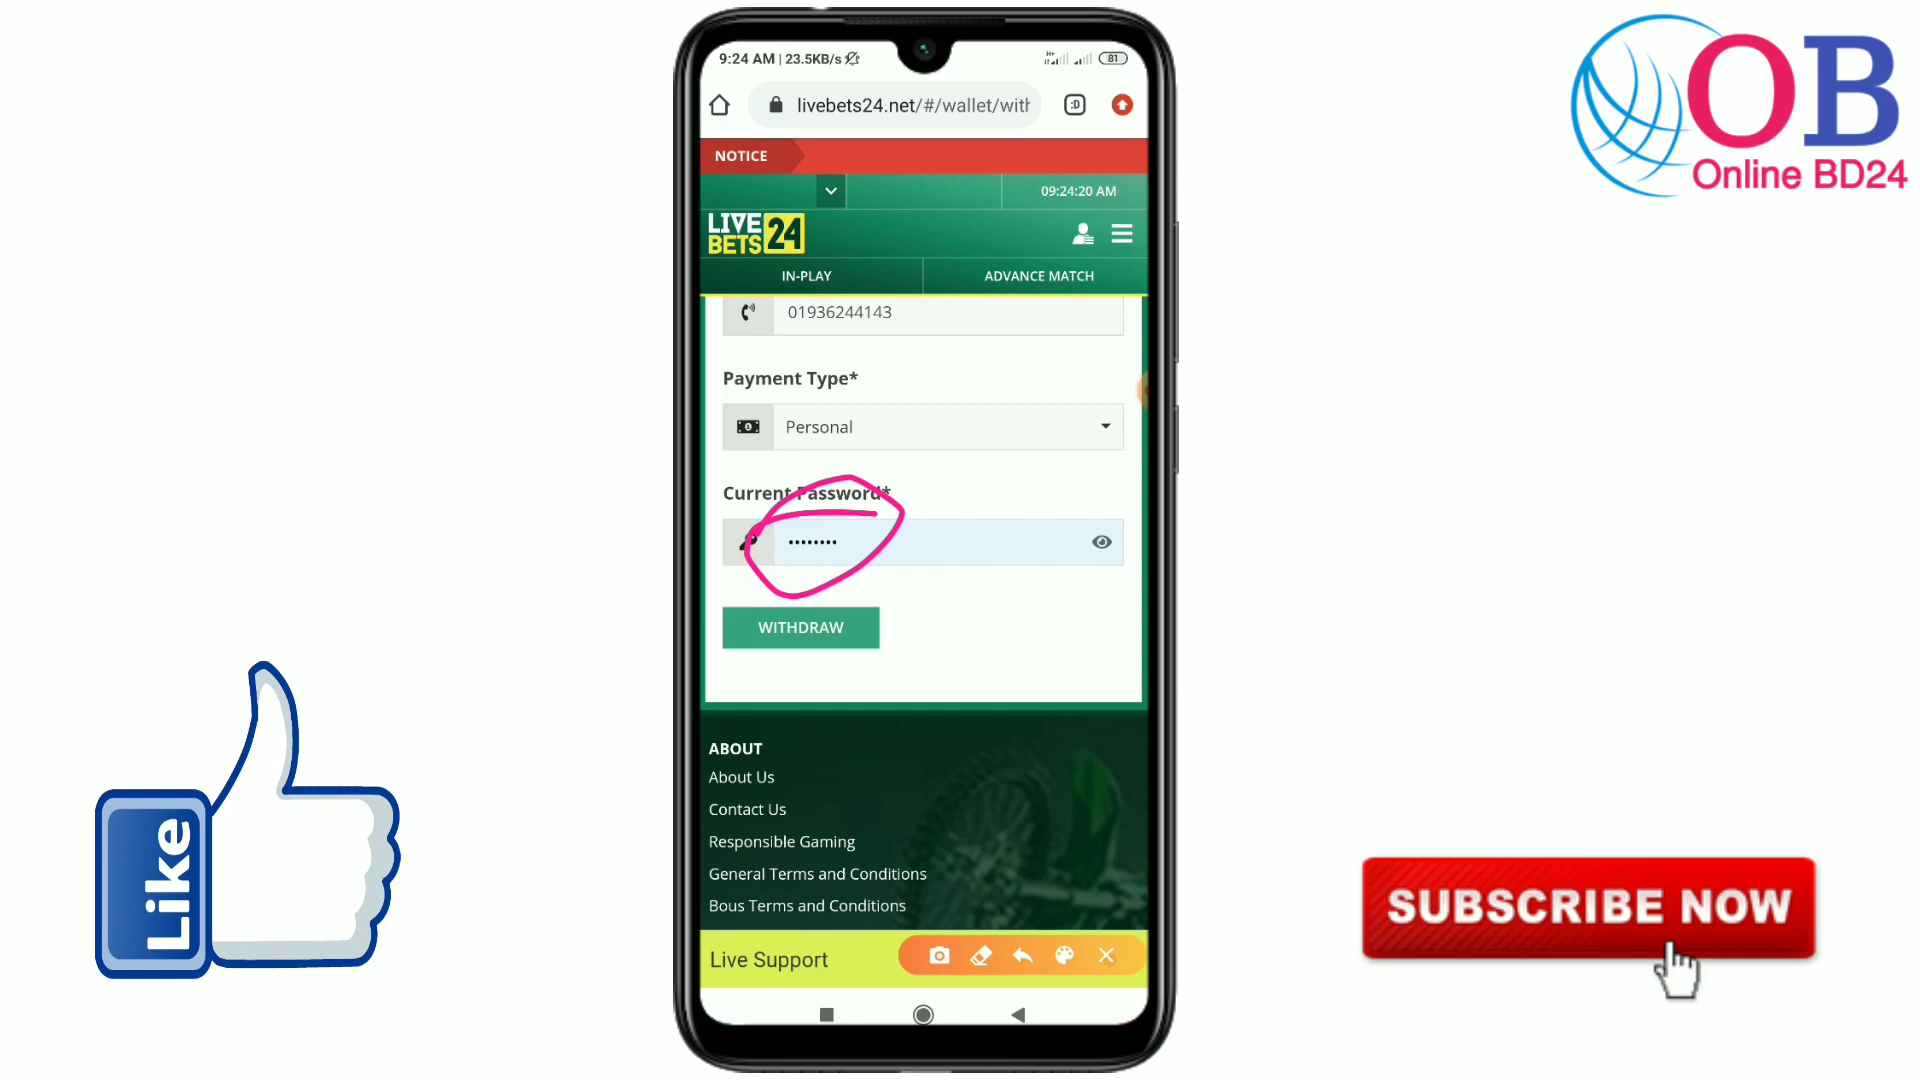 9:24 AM | 23.5KB/s
81
livebets24.net/#/wallet/with
:D
NOTICE
09:24:20 AM
LIVE BETS 24
IN-PLAY
ADVANCE MATCH
01936244143
Payment Type*
Personal
Current Password*
••••••••
WITHDRAW
ABOUT
About Us
Contact Us
Responsible Gaming
General Terms and Conditions
Bous Terms and Conditions
Live Support
OB
Online BD24
Like
SUBSCRIBE NOW